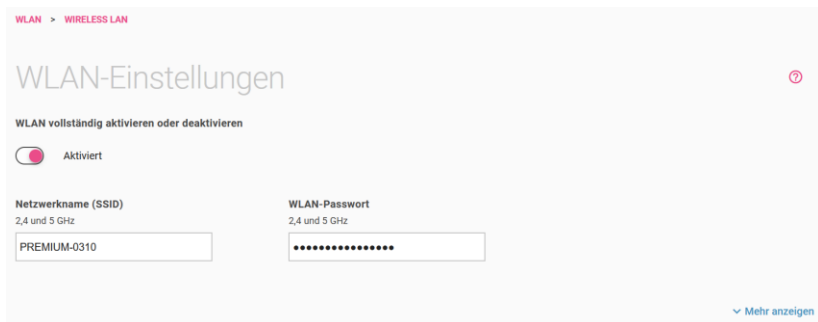 WLAN > WIRELESS LAN
WLAN-Einstellungen
WLAN vollständig aktivieren oder deaktivieren
Aktiviert
Netzwerkname (SSID) WLAN-Passwort
2,4 und 5 GHz 2,4 und 5 GHz
PREMIUM-0310 ••••••••••••••••
Mehr anzeigen